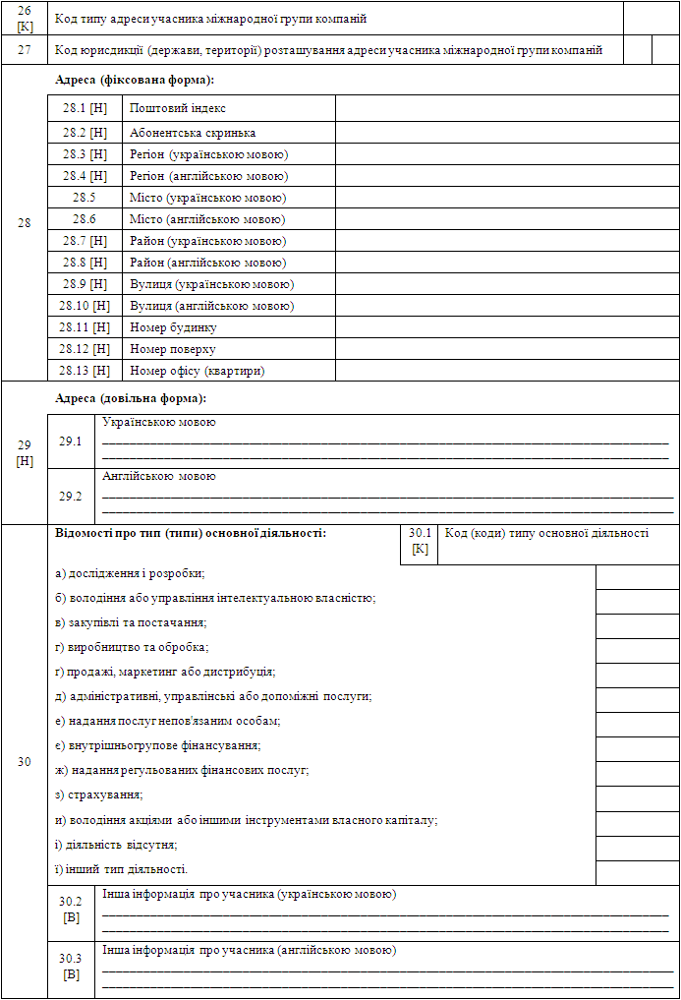 26
[К]
Код типу адреси учасника міжнародної групи компаній
27
Код юрисдикції (держави, території) розташування адреси учасника міжнародної групи компаній
28
Адреса (фіксована форма):
28.1 [Н] Поштовий індекс
28.2 [Н] Абонентська скринька
28.3 [Н] Регіон (українською мовою)
28.4 [Н] Регіон (англійською мовою)
28.5 Місто (українською мовою)
28.6 Місто (англійською мовою)
28.7 [Н] Район (українською мовою)
28.8 [Н] Район (англійською мовою)
28.9 [Н] Вулиця (українською мовою)
28.10 [Н] Вулиця (англійською мовою)
28.11 [Н] Номер будинку
28.12 [Н] Номер поверху
28.13 [Н] Номер офісу (квартири)
29
[Н]
Адреса (довільна форма):
29.1
Українською мовою
29.2
Англійською мовою
30
Відомості про тип (типи) основної діяльності:
30.1
[К]
Код (коди) типу основної діяльності
а) дослідження і розробки;
б) володіння або управління інтелектуальною власністю;
в) закупівлі та постачання;
г) виробництво та обробка;
ґ) продажі, маркетинг або дистрибуція;
д) адміністративні, управлінські або допоміжні послуги;
е) надання послуг непов'язаним особам;
є) внутрішньогрупове фінансування;
ж) надання регульованих фінансових послуг;
з) страхування;
и) володіння акціями або іншими інструментами власного капіталу;
і) діяльність відсутня;
ї) інший тип діяльності.
30.2
[В]
Інша інформація про учасника (українською мовою)
30.3
[В]
Інша інформація про учасника (англійською мовою)